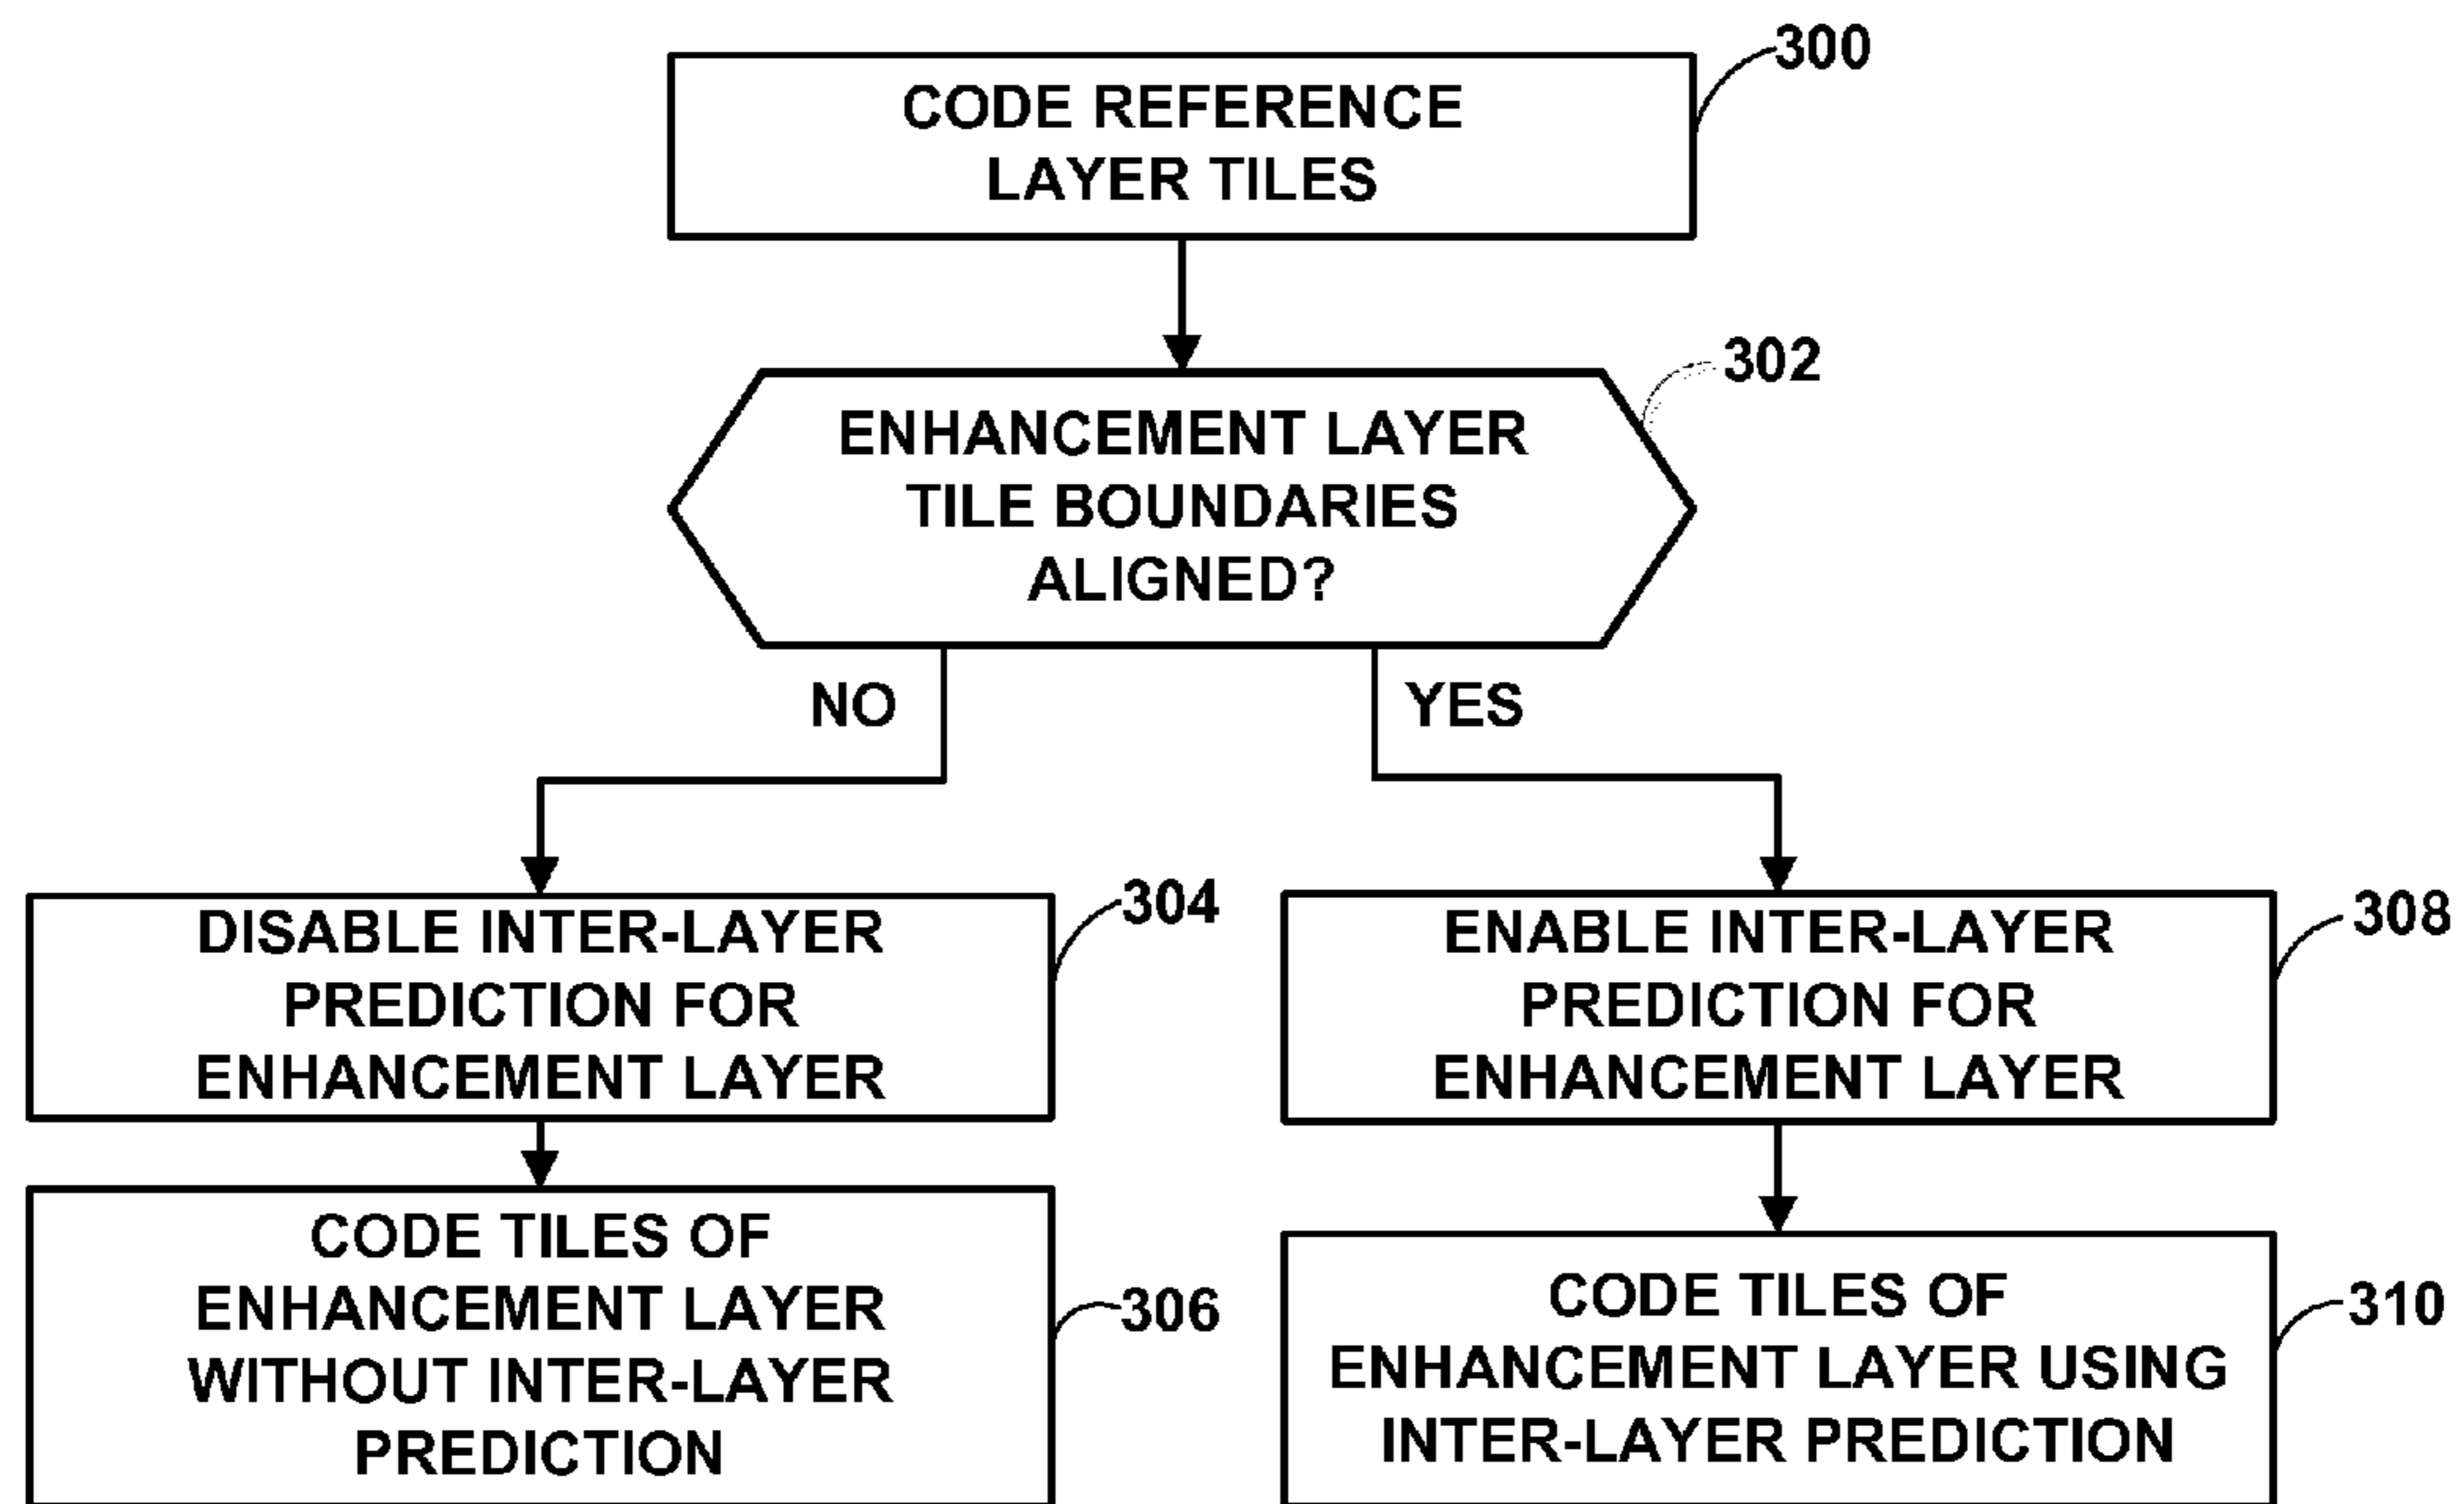 300
CODE REFERENCE
LAYER TILES
302
ENHANCEMENT LAYER
TILE BOUNDARIES
ALIGNED?
NO
YES
304
DISABLE INTER-LAYER
PREDICTION FOR
ENHANCEMENT LAYER
308
ENABLE INTER-LAYER
PREDICTION FOR
ENHANCEMENT LAYER
306
CODE TILES OF
ENHANCEMENT LAYER
WITHOUT INTER-LAYER
PREDICTION
310
CODE TILES OF
ENHANCEMENT LAYER USING
INTER-LAYER PREDICTION